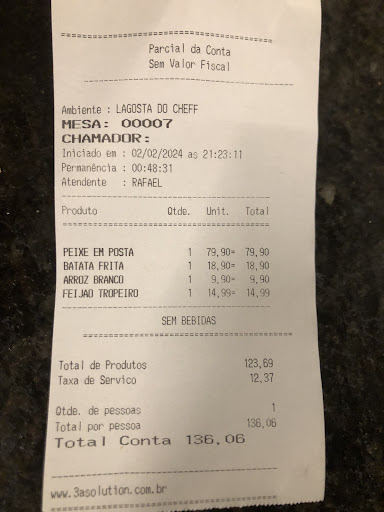 Parcial da Conta
Sem Valor Fiscal
Ambiente : LAGOSTA DO CHEFF
MESA: 00007
CHAMADOR:
Iniciado em : 02/02/2024 as 21:23:11
Permanência : 00:48:31
Atendente : RAFAEL
Produto Qtde. Unit. Total
PEIXE EM POSTA 1 79,90= 79,90
BATATA FRITA 1 18,90= 18,90
ARROZ BRANCO 1 9,90= 9,90
FEIJAO TROPEIRO 1 14,99= 14,99
SEM BEBIDAS
Total de Produtos 123,69
Taxa de Servico 12,37
Qtde. de pessoas 1
Total por pessoa 136,06
Total Conta 136,06
www.3asolution.com.br